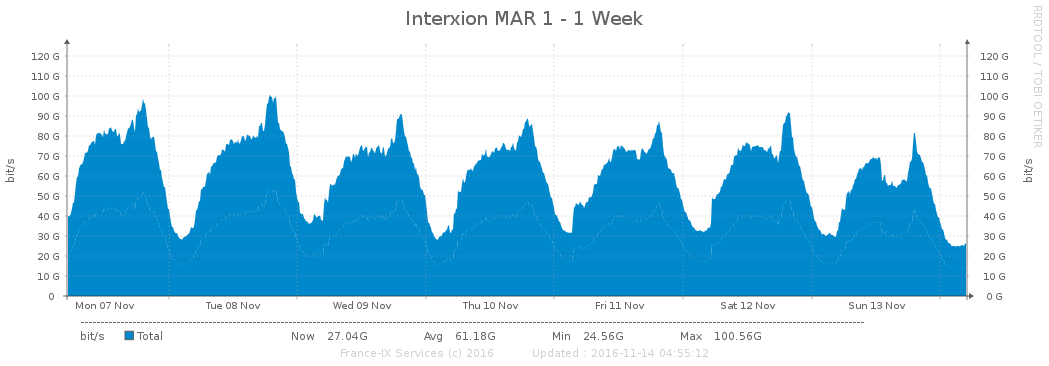 Interxion MAR 1 - 1 Week
RRDTOOL / TOBI OETIKER
120 G 120 G
110 G 110 G
100 G 100 G
90 G 90 G
80 G 80 G
70 G 70 G
60 G 60 G
50 G 50 G
40 G 40 G
30 G 30 G
20 G 20 G
10 G 10 G
0 0 G
bit/s
bit/s
Mon 07 Nov Tue 08 Nov Wed 09 Nov Thu 10 Nov Fri 11 Nov Sat 12 Nov Sun 13 Nov
bit/s Total Now 27.04G Avg 61.18G Min 24.56G Max 100.56G
France-IX Services (c) 2016 Updated : 2016-11-14 04:55:12